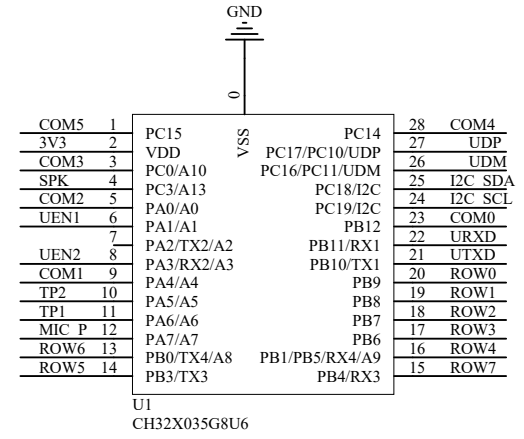 GND
0
VSS
COM5 1 PC15 PC14 28 COM4
3V3 2 VDD PC17/PC10/UDP 27 UDP
COM3 3 PC0/A10 PC16/PC11/UDM 26 UDM
SPK 4 PC3/A13 PC18/I2C 25 I2C_SDA
COM2 5 PA0/A0 PC19/I2C 24 I2C_SCL
UEN1 6 PA1/A1 PB12 23 COM0
7 PA2/TX2/A2 PB11/RX1 22 URXD
UEN2 8 PA3/RX2/A3 PB10/TX1 21 UTXD
COM1 9 PA4/A4 PB9 20 ROW0
TP2 10 PA5/A5 PB8 19 ROW1
TP1 11 PA6/A6 PB7 18 ROW2
MIC_P 12 PA7/A7 PB6 17 ROW3
ROW6 13 PB0/TX4/A8 PB1/PB5/RX4/A9 16 ROW4
ROW5 14 PB3/TX3 PB4/RX3 15 ROW7
U1
CH32X035G8U6